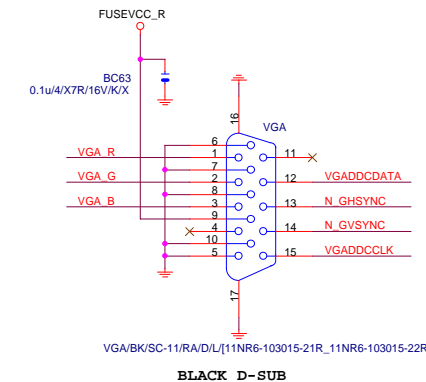 FUSEVCC_R
BC63
0.1u/4/X7R/16V/K/X
16
VGA
6
VGA_R 1 11
7
VGA_G 2 12 VGADDCDATA
8
VGA_B 3 13 N_GHSYNC
9
4 14 N_GVSYNC
10
5 15 VGADDCCLK
17
VGA/BK/SC-11/RA/D/L/[11NR6-103015-21R_11NR6-103015-22R
BLACK D-SUB